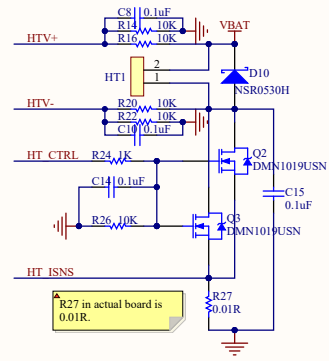 C8 0.1uF
R14 10K
VBAT
HTV+
R16 10K
HT1
2
1
D10
NSR0530H
HTV-
R20 10K
R22 10K
C10 0.1uF
HT_CTRL
R24 1K
Q2
DMN1019USN
C14 0.1uF
C15
0.1uF
R26 10K
Q3
DMN1019USN
HT_ISNS
R27 in actual board is
0.01R.
R27
0.01R